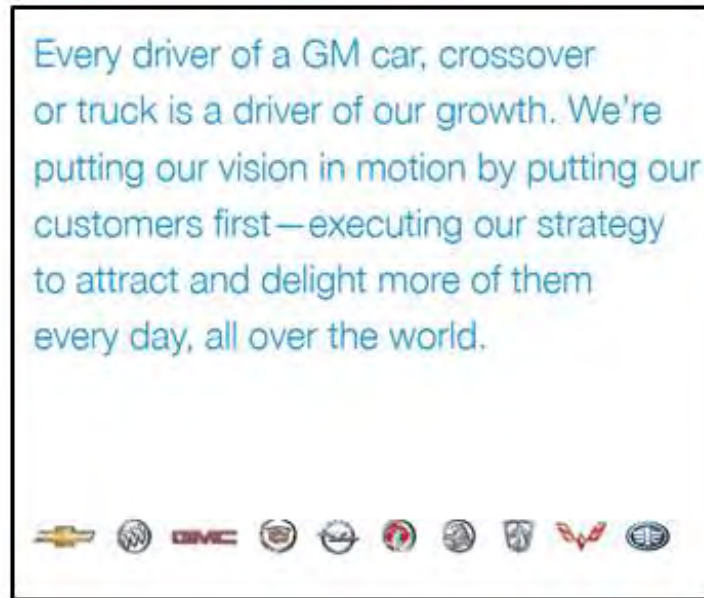 Every driver of a GM car, crossover
or truck is a driver of our growth. We're
putting our vision in motion by putting our
customers first—executing our strategy
to attract and delight more of them
every day, all over the world.
GMC